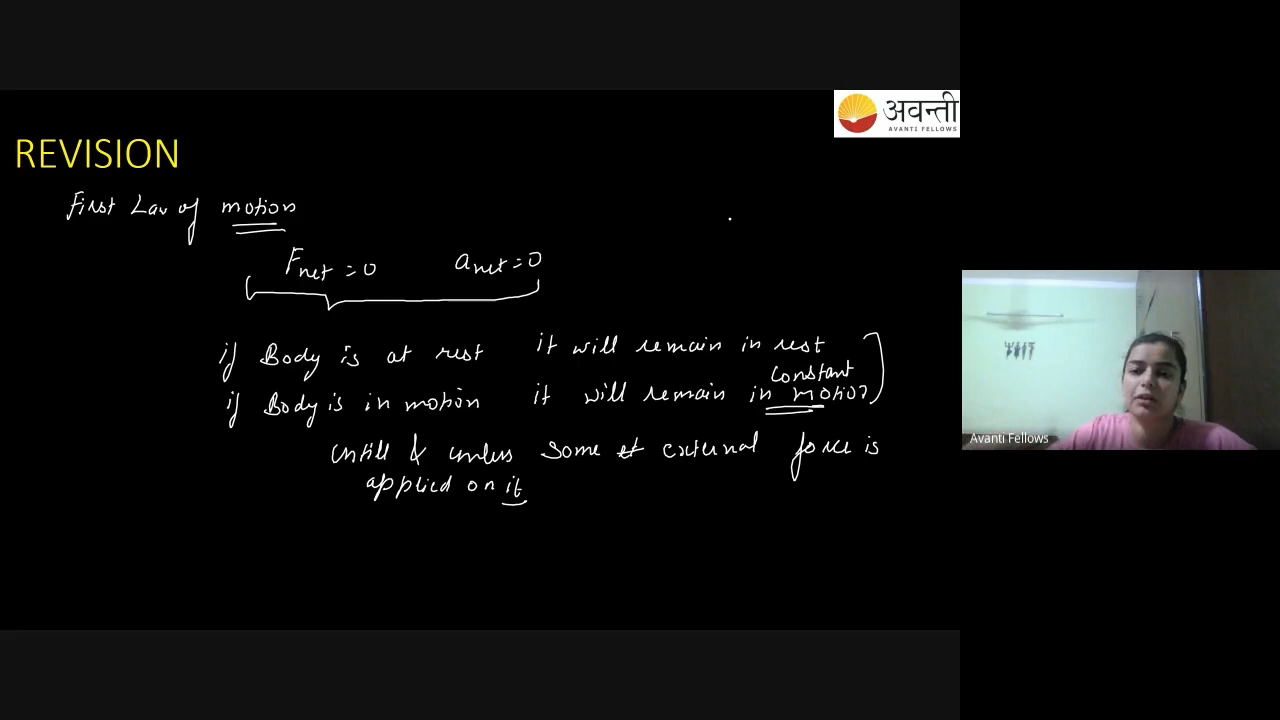 अवन्ती
AVANTI FELLOWS
REVISION
First Law of motion
Fnet = 0 anet = 0
if Body is at rest it will remain in rest
constant
if Body is in motion it will remain in motion
untill & unless some et external force is
applied on it
Avanti Fellows